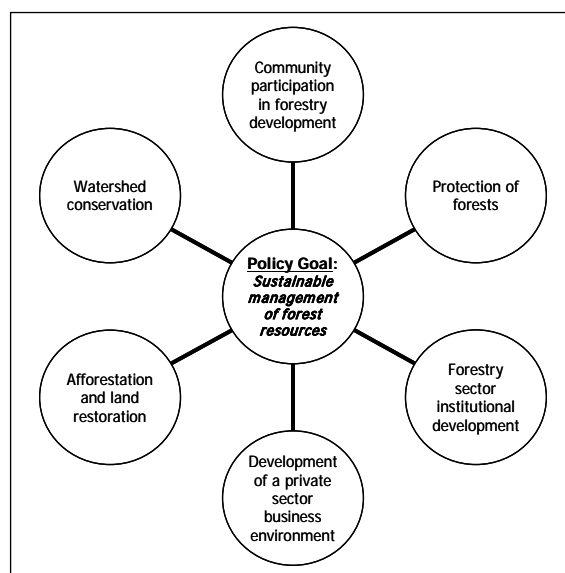 Community
participation
in forestry
development
Watershed
conservation
Protection of
forests
Policy Goal:
Sustainable
management
of forest
resources
Afforestation
and land
restoration
Forestry
sector
institutional
development
Development
of a private
sector
business
environment